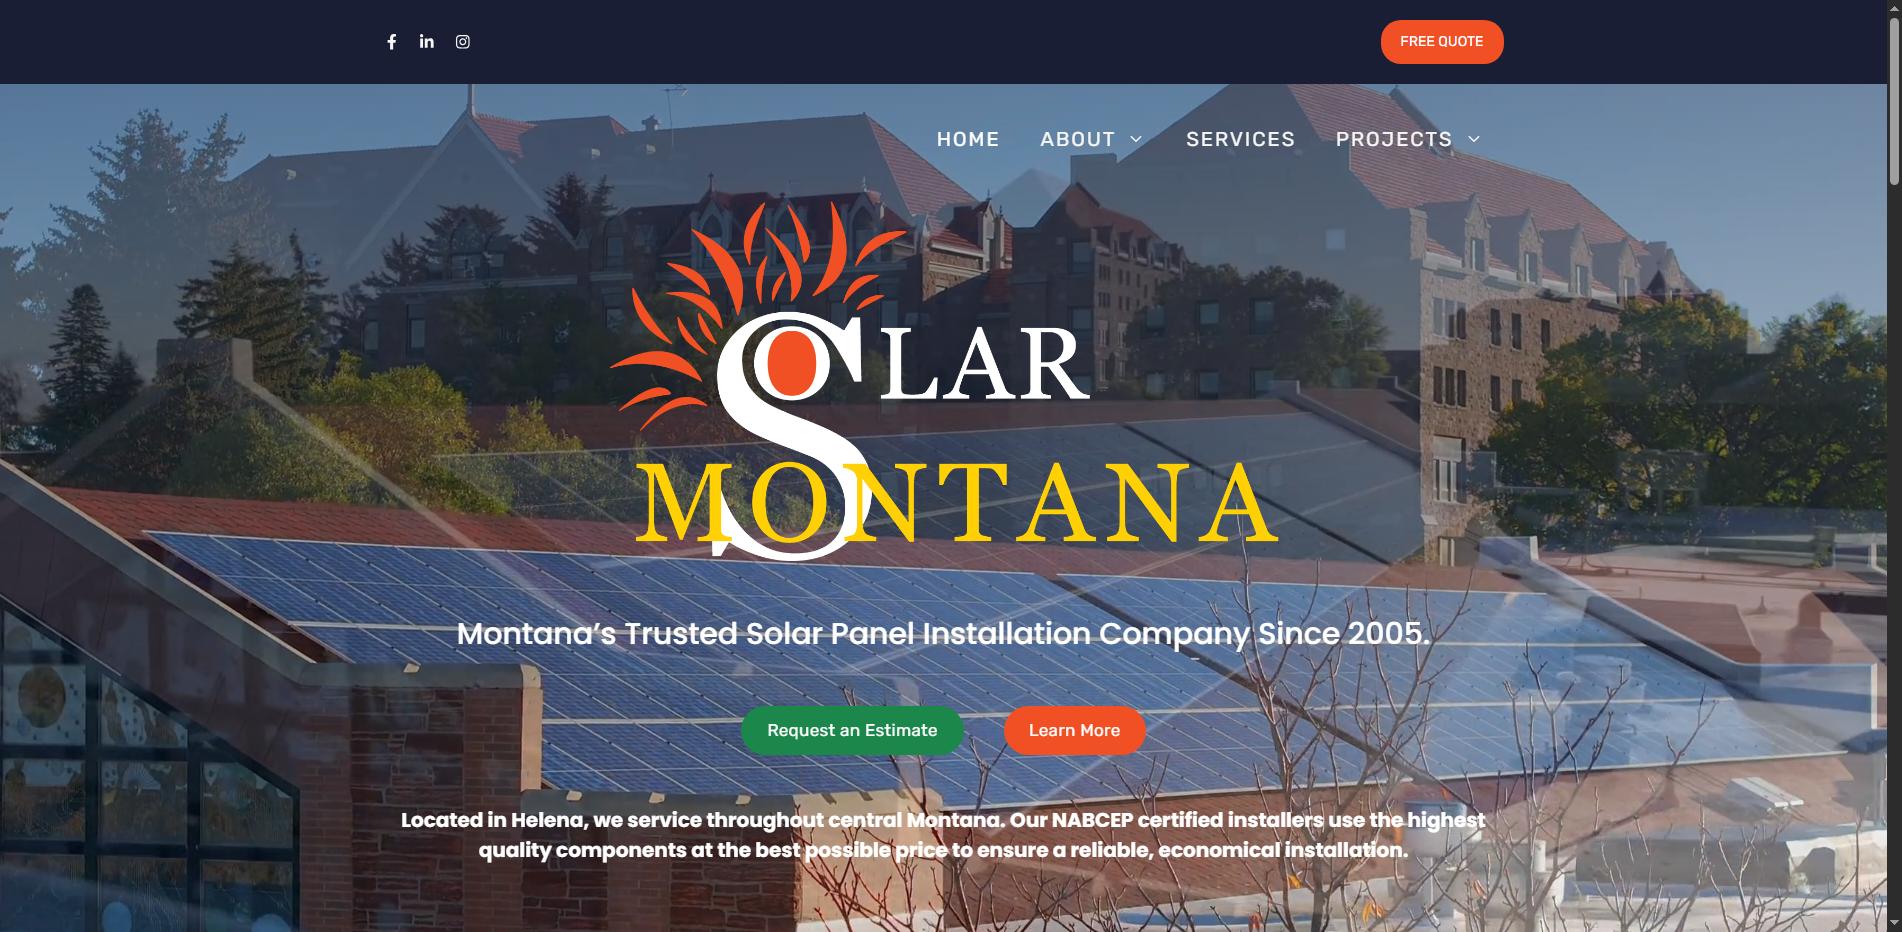 FREE QUOTE
HOME ABOUT SERVICES PROJECTS
SOLAR
MONTANA
Montana’s Trusted Solar Panel Installation Company Since 2005.
Request an Estimate Learn More
Located in Helena, we service throughout central Montana. Our NABCEP certified installers use the highest
quality components at the best possible price to ensure a reliable, economical installation.